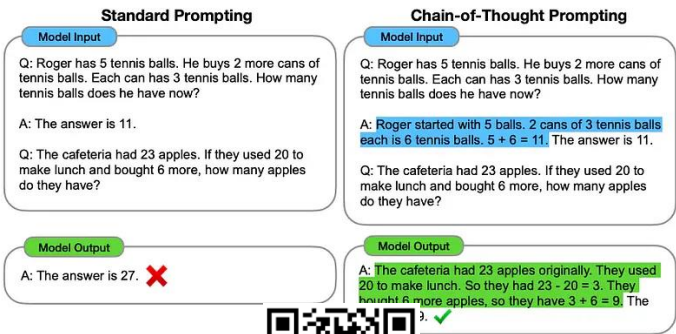 Standard Prompting
Model Input
Q: Roger has 5 tennis balls. He buys 2 more cans of
tennis balls. Each can has 3 tennis balls. How many
tennis balls does he have now?
A: The answer is 11.
Q: The cafeteria had 23 apples. If they used 20 to
make lunch and bought 6 more, how many apples
do they have?
Model Output
A: The answer is 27.
Chain-of-Thought Prompting
Model Input
Q: Roger has 5 tennis balls. He buys 2 more cans of
tennis balls. Each can has 3 tennis balls. How many
tennis balls does he have now?
A: Roger started with 5 balls. 2 cans of 3 tennis balls
each is 6 tennis balls. 5 + 6 = 11. The answer is 11.
Q: The cafeteria had 23 apples. If they used 20 to
make lunch and bought 6 more, how many apples
do they have?
Model Output
A: The cafeteria had 23 apples originally. They used
20 to make lunch. So they had 23 - 20 = 3. They
bought 6 more apples, so they have 3 + 6 = 9. The
9.